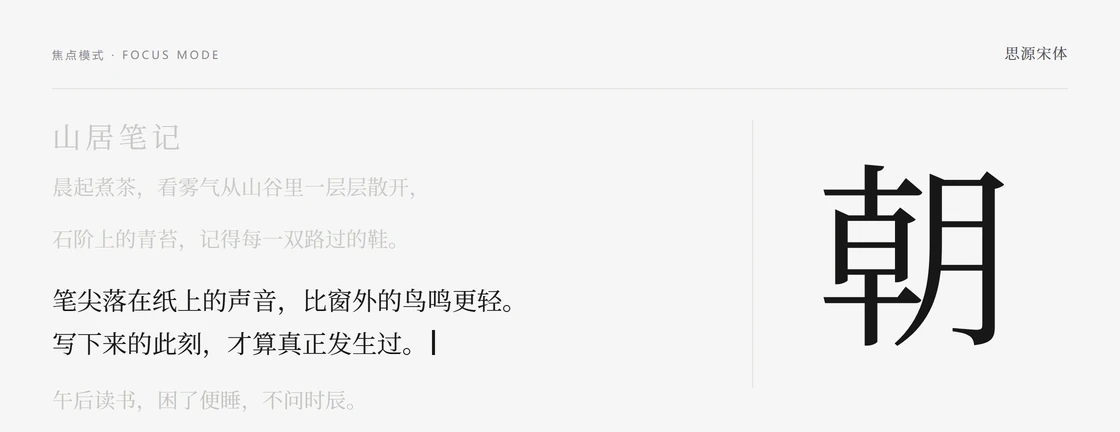 焦点模式 · FOCUS MODE
思源宋体
山居笔记
晨起煮茶，看雾气从山谷里一层层散开，
石阶上的青苔，记得每一双路过的鞋。
笔尖落在纸上的声音，比窗外的鸟鸣更轻。
写下来的此刻，才算真正发生过。
午后读书，困了便睡，不问时辰。
朝